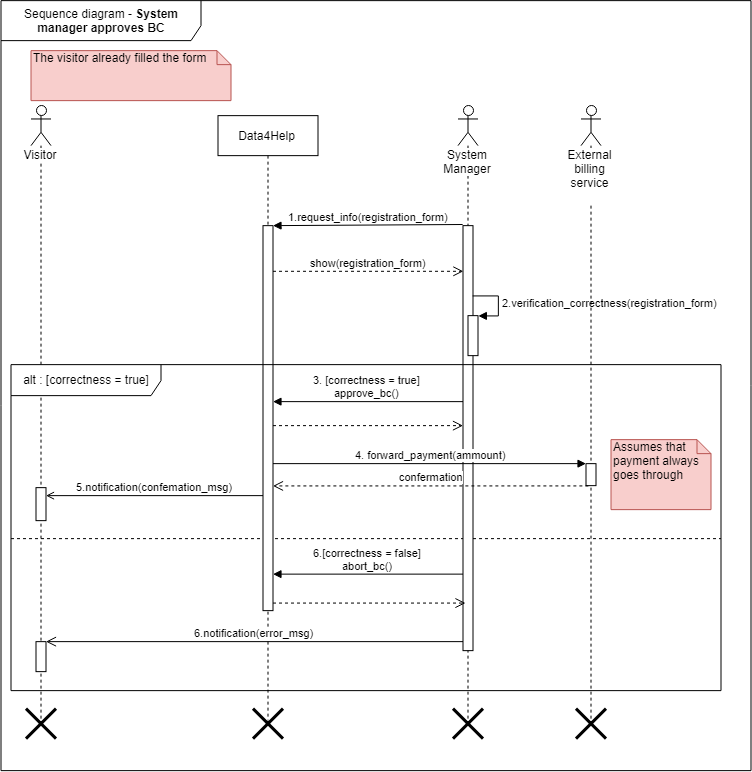 Sequence diagram - System
manager approves BC
The visitor already filled the form
Visitor
Data4Help
System
Manager
External
billing
service
1.request_info(registration_form)
show(registration_form)
2.verification_correctness(registration_form)
alt : [correctness = true]
3. [correctness = true]
approve_bc()
4. forward_payment(ammount)
Assumes that
payment always
goes through
confermation
5.notification(confemation_msg)
6.[correctness = false]
abort_bc()
6.notification(error_msg)